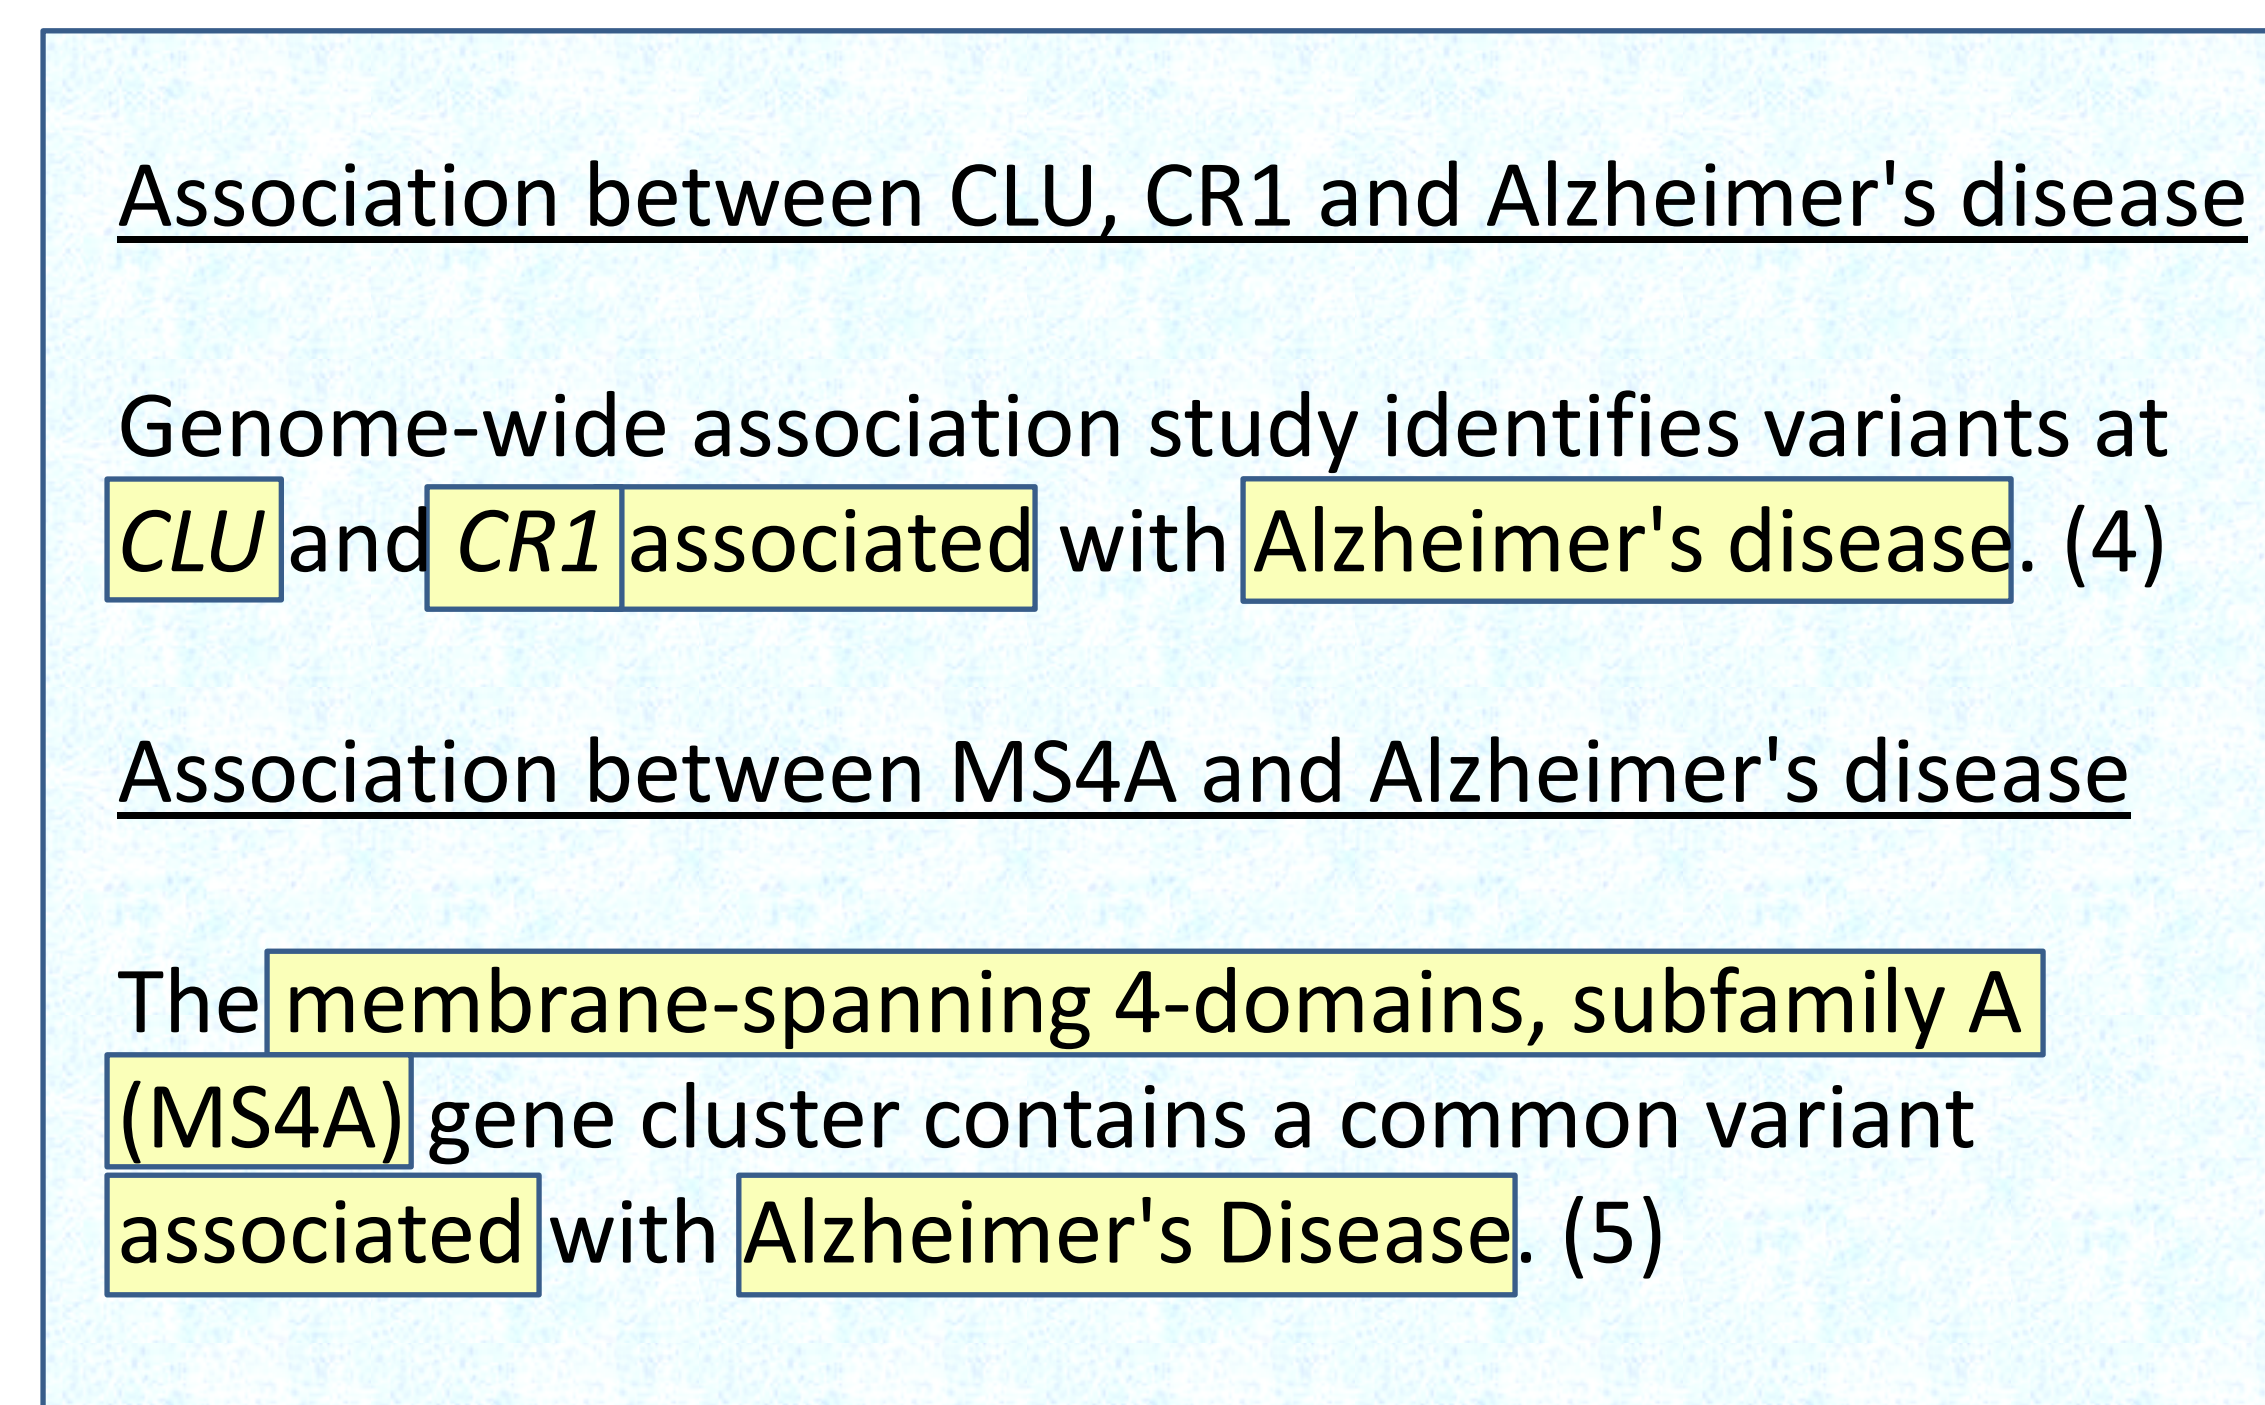 Association between CLU, CR1 and Alzheimer's disease
Genome-wide association study identifies variants at
CLU and CR1 associated with Alzheimer's disease. (4)
Association between MS4A and Alzheimer's disease
The membrane-spanning 4-domains, subfamily A
(MS4A) gene cluster contains a common variant
associated with Alzheimer's Disease. (5)